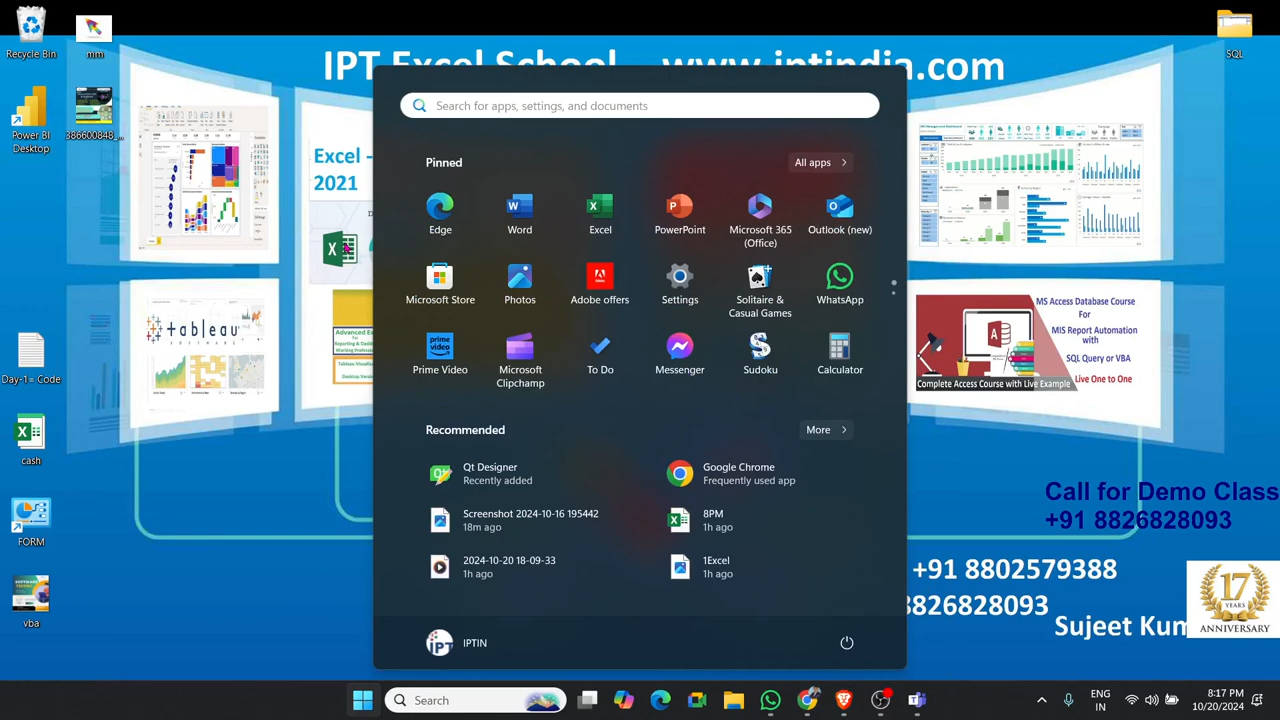 IPT Excel School www.iptindia.com
Recycle Bin
mm
SQL
Power BI
Desktop
386600848_...
Day-1= Code
cash
FORM
vba
Excel -
2021
tableau
SOFTWARE
Search for apps, settings, and documents
Pinned
All apps
Edge
Word
Excel
PowerPoint
Microsoft 365
(Office)
Outlook (new)
Microsoft Store
Photos
Adobe offers
Settings
Solitaire &
Casual Games
WhatsApp
prime
video
Prime Video
Microsoft
Clipchamp
To Do
Messenger
Sudoku
Calculator
Recommended
More
Qt Designer
Recently added
Google Chrome
Frequently used app
Screenshot 2024-10-16 195442
18m ago
8PM
1h ago
2024-10-20 18-09-33
1h ago
1Excel
1h ago
IPTIN
MS Access Database Course
For
MIS Report Automation
with
SQL Query or VBA
Live One to One
Complete Access Course with Live Example
Call for Demo Class
+91 8826828093
+91 8802579388
8826828093
Sujeet Kum
17
YEARS
ANNIVERSARY
Search
ENG
IN
8:17 PM
10/20/2024